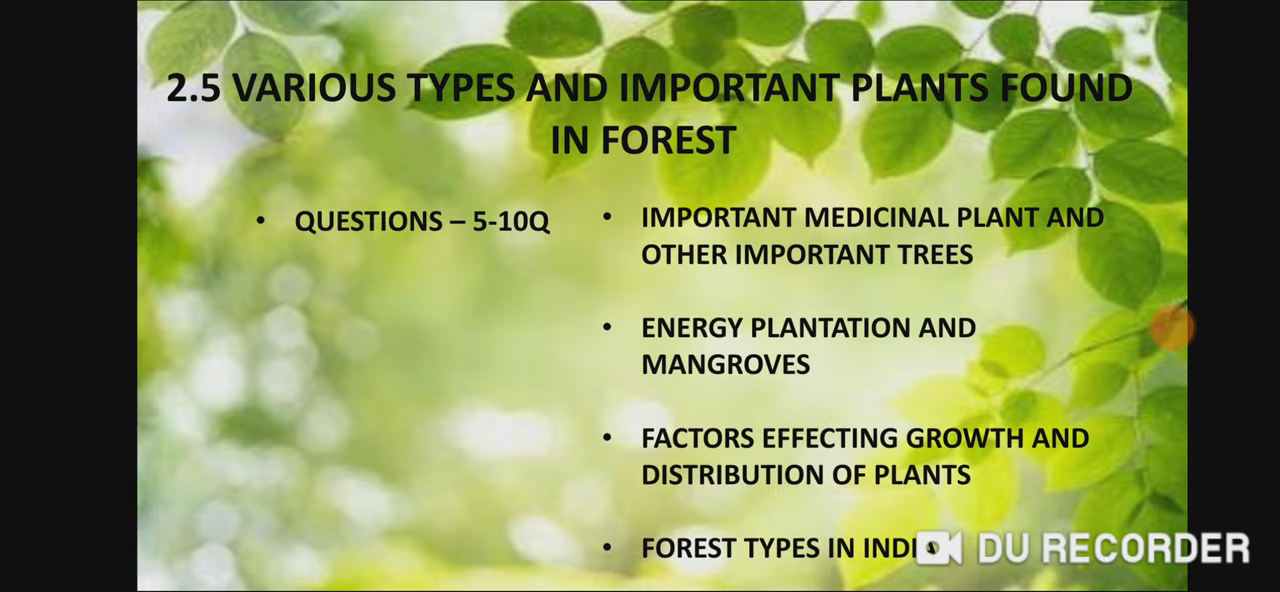 2.5 VARIOUS TYPES AND IMPORTANT PLANTS FOUND
IN FOREST
• QUESTIONS – 5-10Q
• IMPORTANT MEDICINAL PLANT AND
OTHER IMPORTANT TREES
• ENERGY PLANTATION AND
MANGROVES
• FACTORS EFFECTING GROWTH AND
DISTRIBUTION OF PLANTS
• FOREST TYPES IN INDIA
DU RECORDER